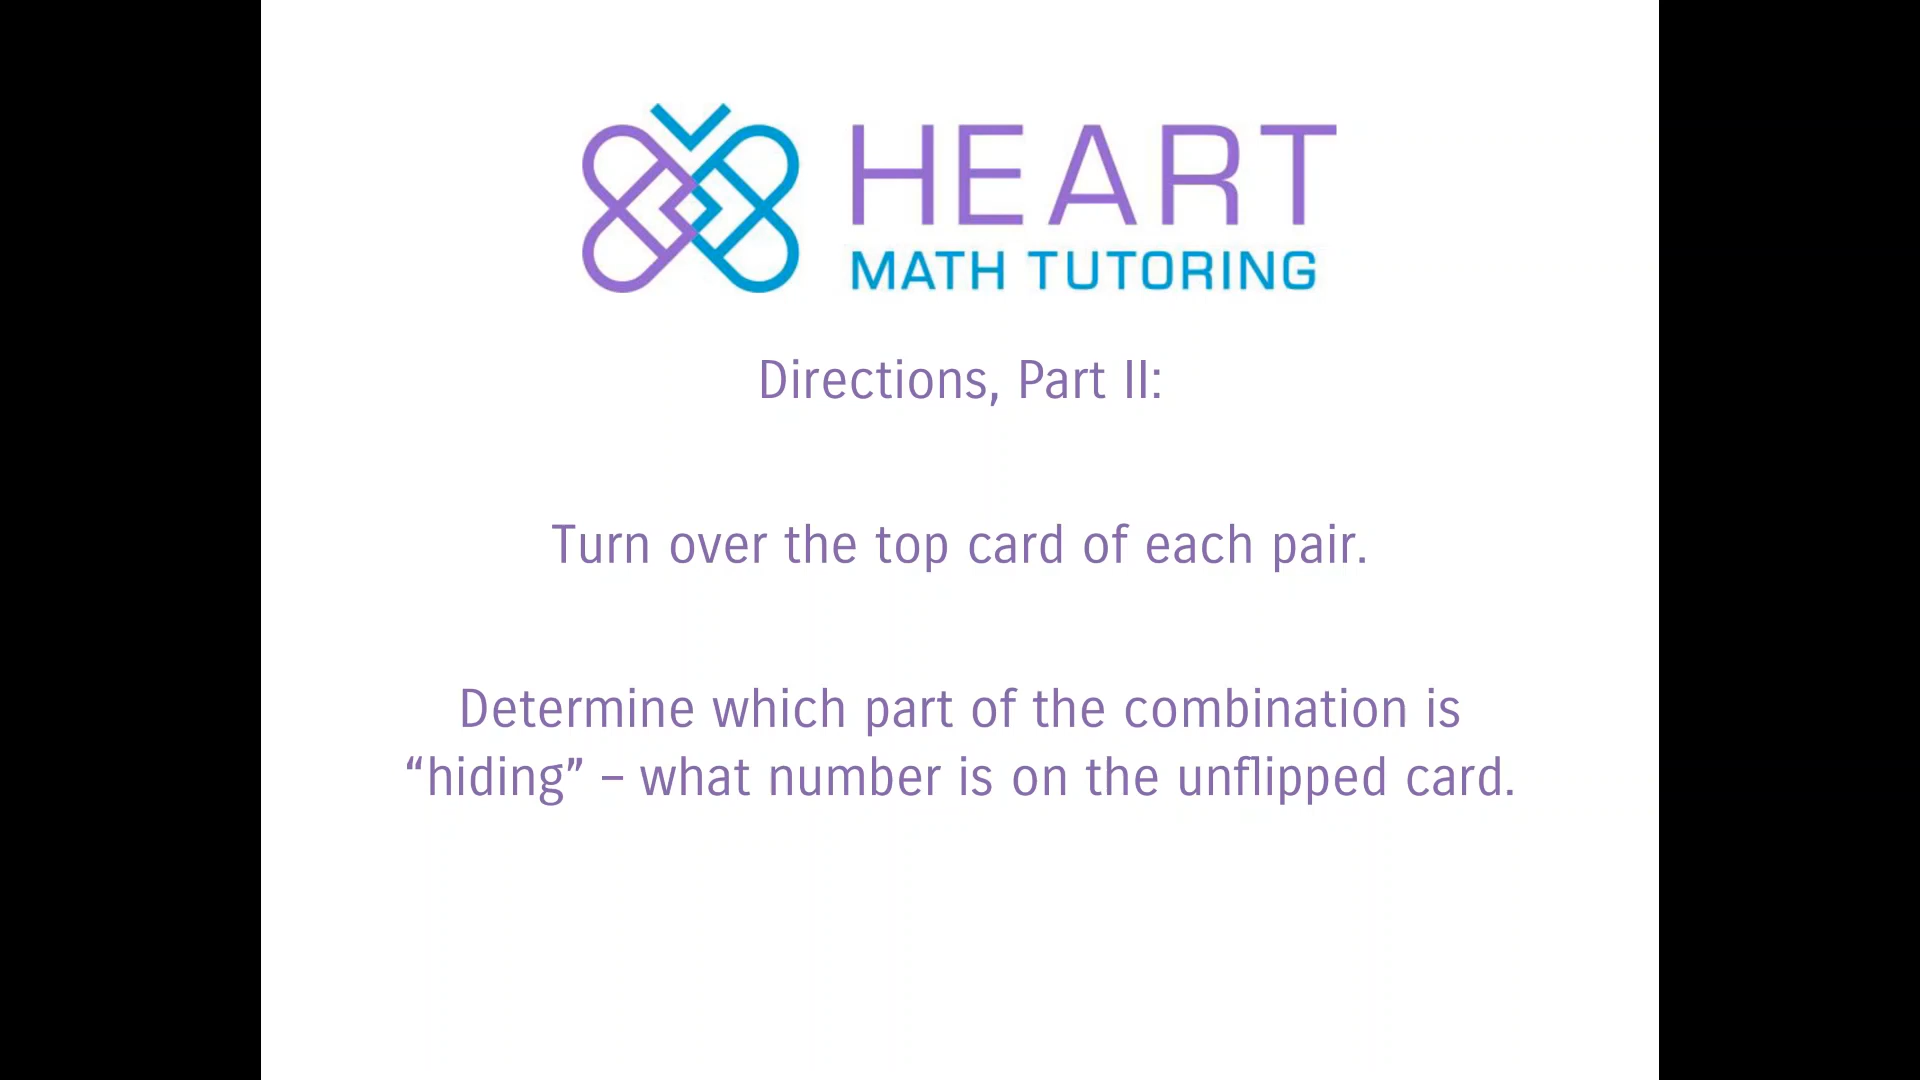 HEART
MATH TUTORING
Directions, Part II:
Turn over the top card of each pair.
Determine which part of the combination is
“hiding” – what number is on the unflipped card.